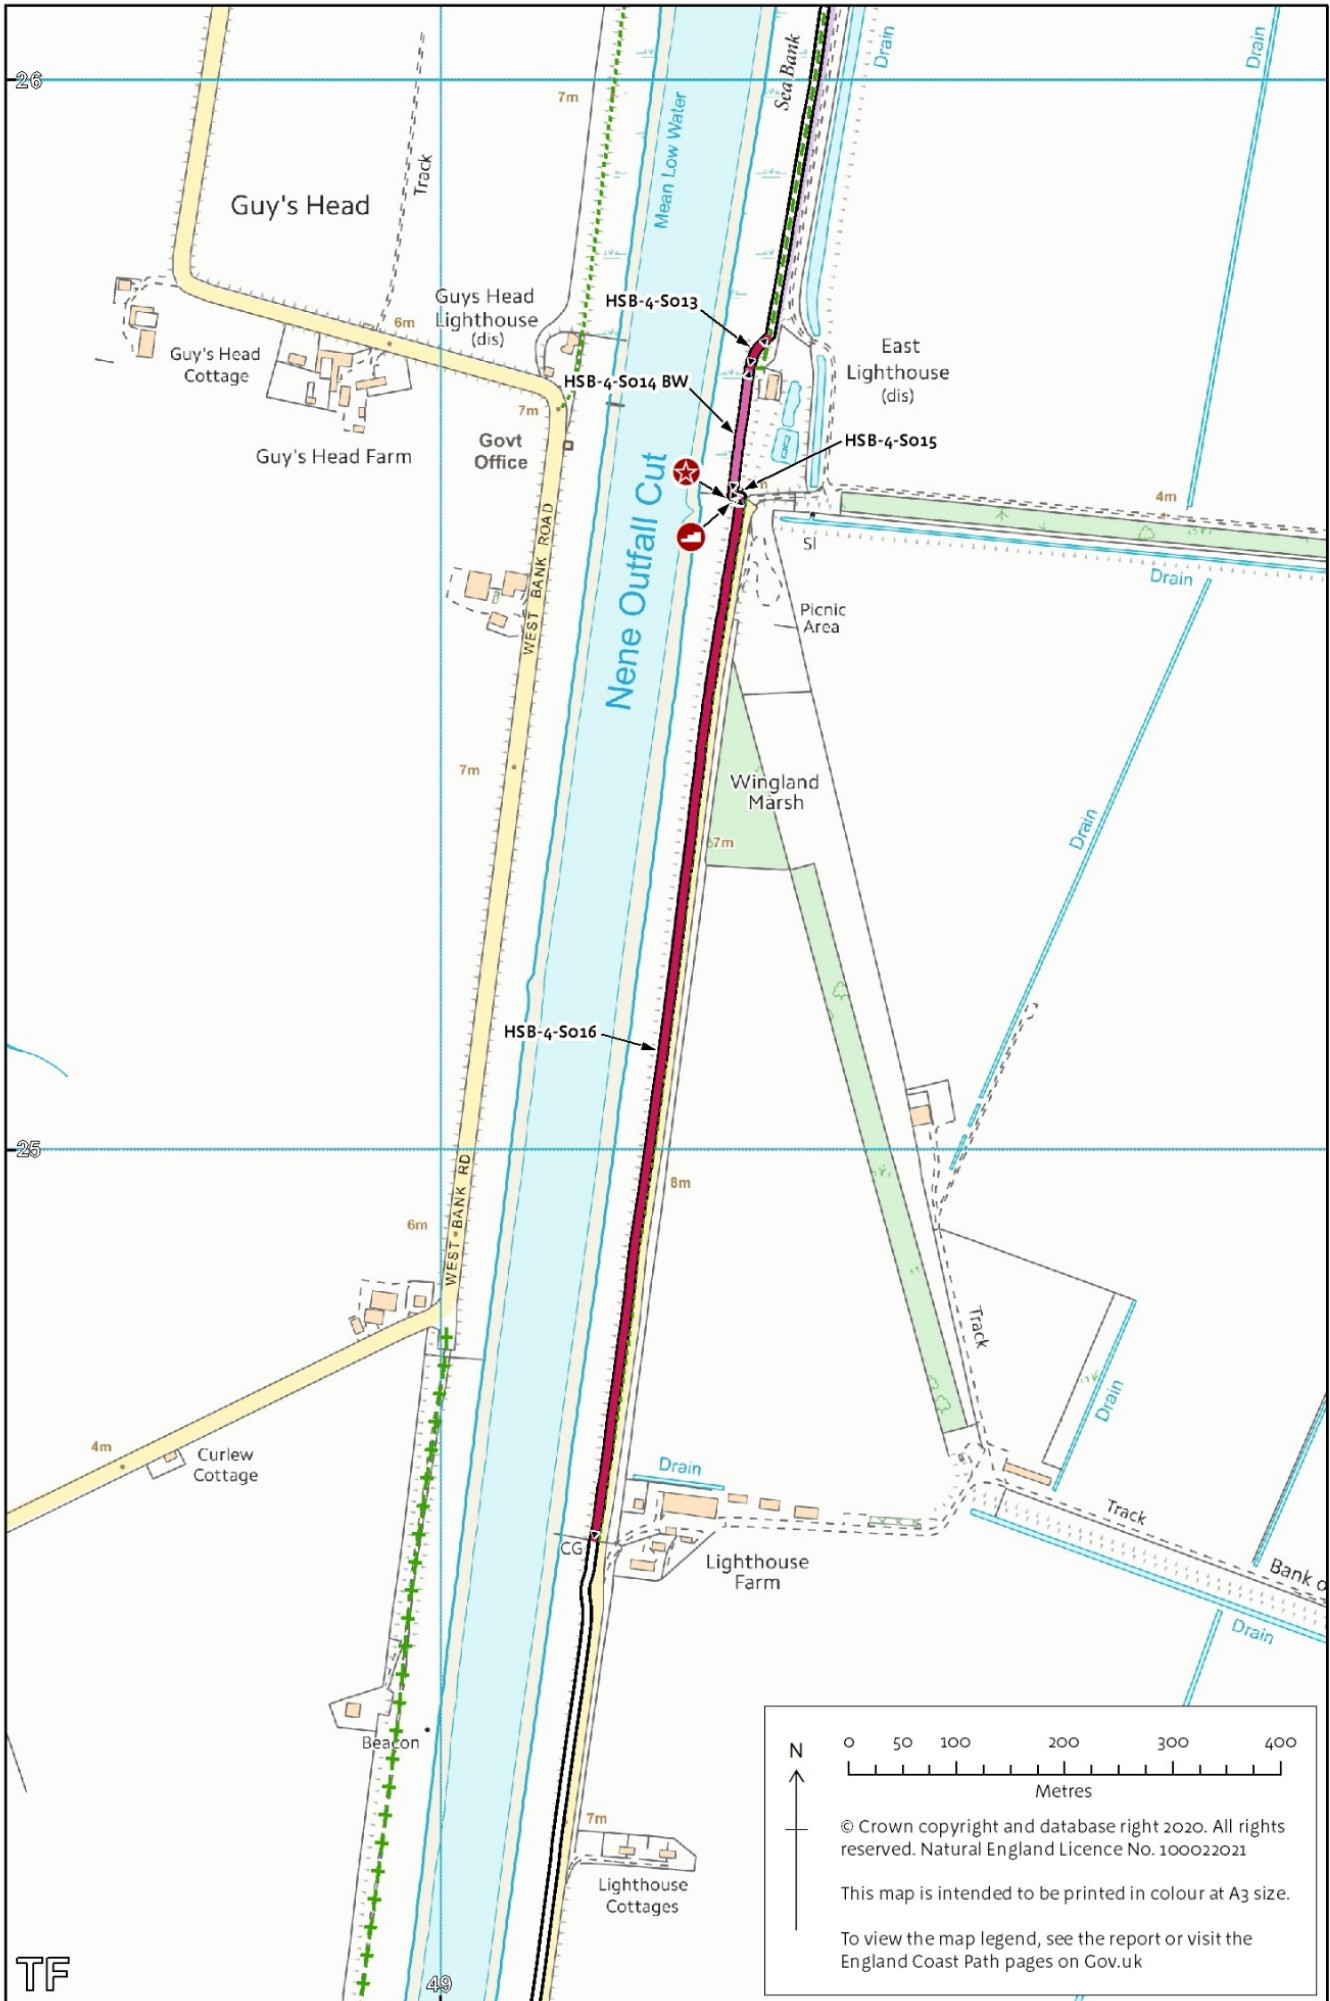 26
7m
Mean Low Water
Sea Bank
Drain
Drain
Track
Guy's Head
Guys Head
Lighthouse
(dis)
HSB-4-S013
6m
Guy's Head
Cottage
HSB-4-S014 BW
East
Lighthouse
(dis)
7m
Govt
Office
Guy's Head Farm
HSB-4-S015
4m
WEST BANK ROAD
Nene Outfall Cut
SI
Drain
Picnic
Area
7m
Wingland
Marsh
7m
Drain
HSB-4-S016
25
8m
WEST BANK RD
6m
Track
Drain
4m
Curlew
Cottage
Drain
Track
CG
Lighthouse
Farm
Bank o
Drain
Beacon
7m
Lighthouse
Cottages
TF
49
N
0 50 100 200 300 400
Metres
© Crown copyright and database right 2020. All rights
reserved. Natural England Licence No. 100022021
This map is intended to be printed in colour at A3 size.
To view the map legend, see the report or visit the
England Coast Path pages on Gov.uk